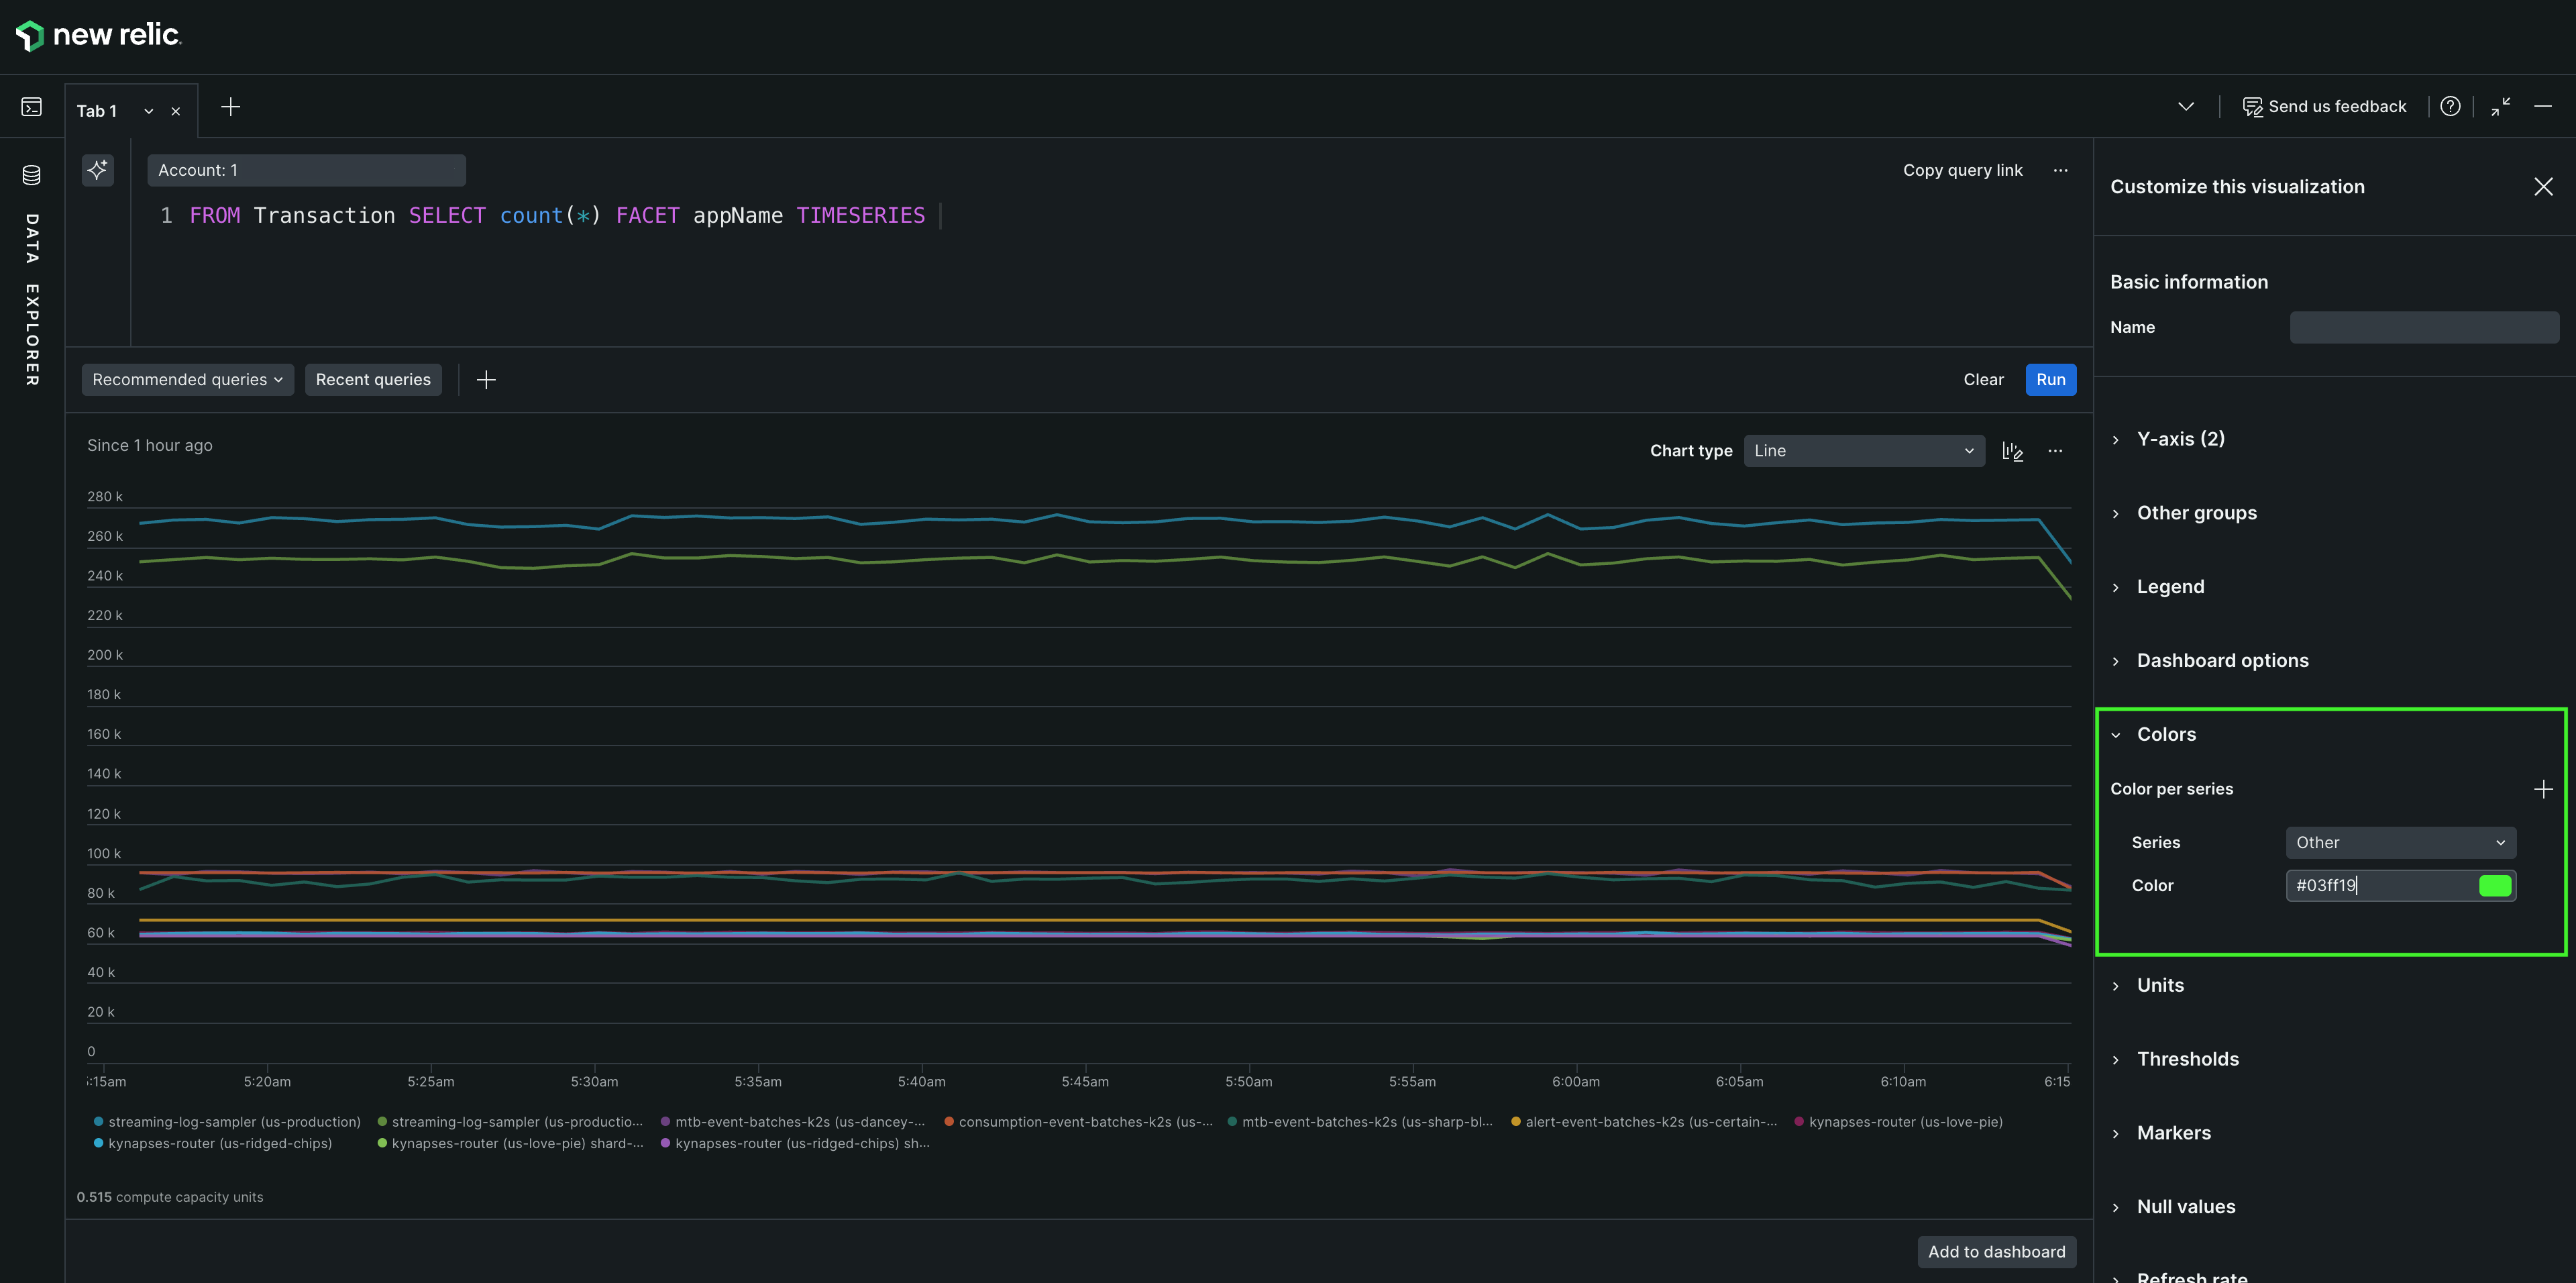 new relic
Tab 1
Send us feedback
DATA EXPLORER
Account: 1
Copy query link
1 FROM Transaction SELECT count(*) FACET appName TIMESERIES
Recommended queries
Recent queries
Clear
Run
Since 1 hour ago
Chart type
Line
280 k
260 k
240 k
220 k
200 k
180 k
160 k
140 k
120 k
100 k
80 k
60 k
40 k
20 k
0
:15am 5:20am 5:25am 5:30am 5:35am 5:40am 5:45am 5:50am 5:55am 6:00am 6:05am 6:10am 6:15
streaming-log-sampler (us-production) streaming-log-sampler (us-productio... mtb-event-batches-k2s (us-dancey-... consumption-event-batches-k2s (us-... mtb-event-batches-k2s (us-sharp-bl... alert-event-batches-k2s (us-certain-... kynapses-router (us-love-pie)
kynapses-router (us-ridged-chips) kynapses-router (us-love-pie) shard-... kynapses-router (us-ridged-chips) sh...
0.515 compute capacity units
Add to dashboard
Customize this visualization
Basic information
Name
Y-axis (2)
Other groups
Legend
Dashboard options
Colors
Color per series
Series
Other
Color
#03ff19
Units
Thresholds
Markers
Null values
Refresh rate